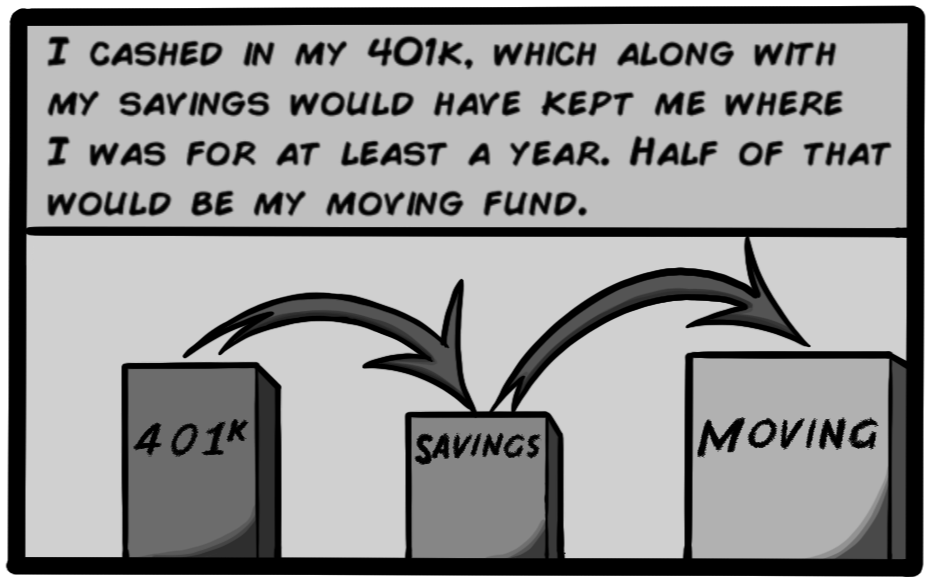 I CASHED IN MY 401K, WHICH ALONG WITH
MY SAVINGS WOULD HAVE KEPT ME WHERE
I WAS FOR AT LEAST A YEAR. HALF OF THAT
WOULD BE MY MOVING FUND.
401K
SAVINGS
MOVING